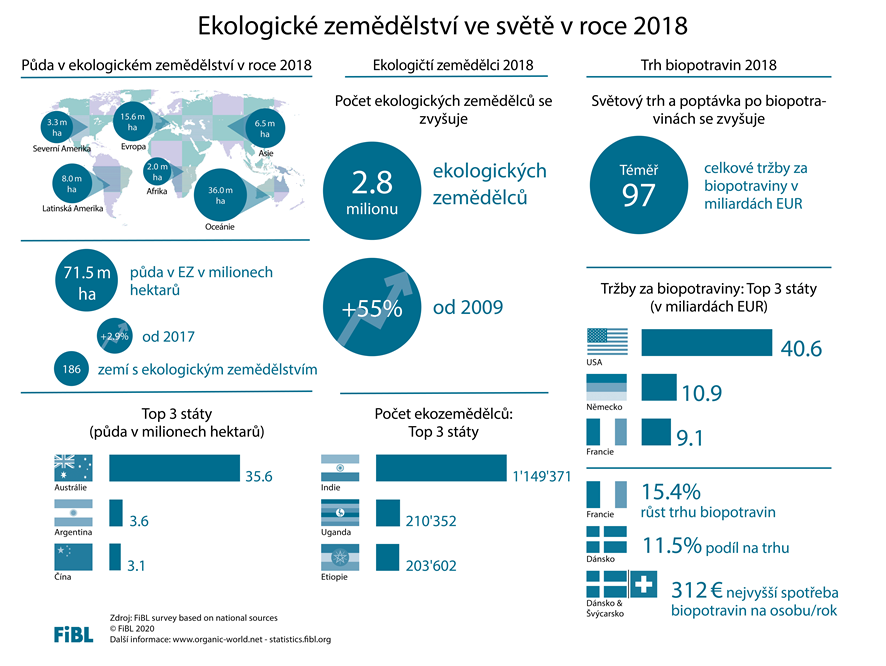 Ekologické zemědělství ve světě v roce 2018
Půda v ekologickém zemědělství v roce 2018
3.3 m
ha
Severní Amerika
15.6 m
ha
Evropa
6.5 m
ha
Asie
8.0 m
ha
Latinská Amerika
2.0 m
ha
Afrika
36.0 m
ha
Oceánie
71.5 m
ha
půda v EZ v milionech
hektarů
+2,9%
od 2017
186
zemí s ekologickým zemědělstvím
Top 3 státy
(půda v milionech hektarů)
Austrálie
35.6
Argentina
3.6
Čína
3.1
Ekologičtí zemědělci 2018
Počet ekologických zemědělců se
zvyšuje
2.8
milionu
ekologických
zemědělců
+55%
od 2009
Počet ekozemědělců:
Top 3 státy
Indie
1'149'371
Uganda
210'352
Etiopie
203'602
Trh biopotravin 2018
Světový trh a poptávka po biopotra-
vinách se zvyšuje
Téměř
97
celkové tržby za
biopotraviny v
miliardách EUR
Tržby za biopotraviny: Top 3 státy
(v miliardách EUR)
USA
40.6
Německo
10.9
Francie
9.1
Francie
15.4%
růst trhu biopotravin
Dánsko
11.5% podíl na trhu
Dánsko &
Švýcarsko
312 € nejvyšší spotřeba
biopotravin na osobu/rok
FiBL
Zdroj: FiBL survey based on national sources
© FiBL 2020
Další informace: www.organic-world.net - statistics.fibl.org